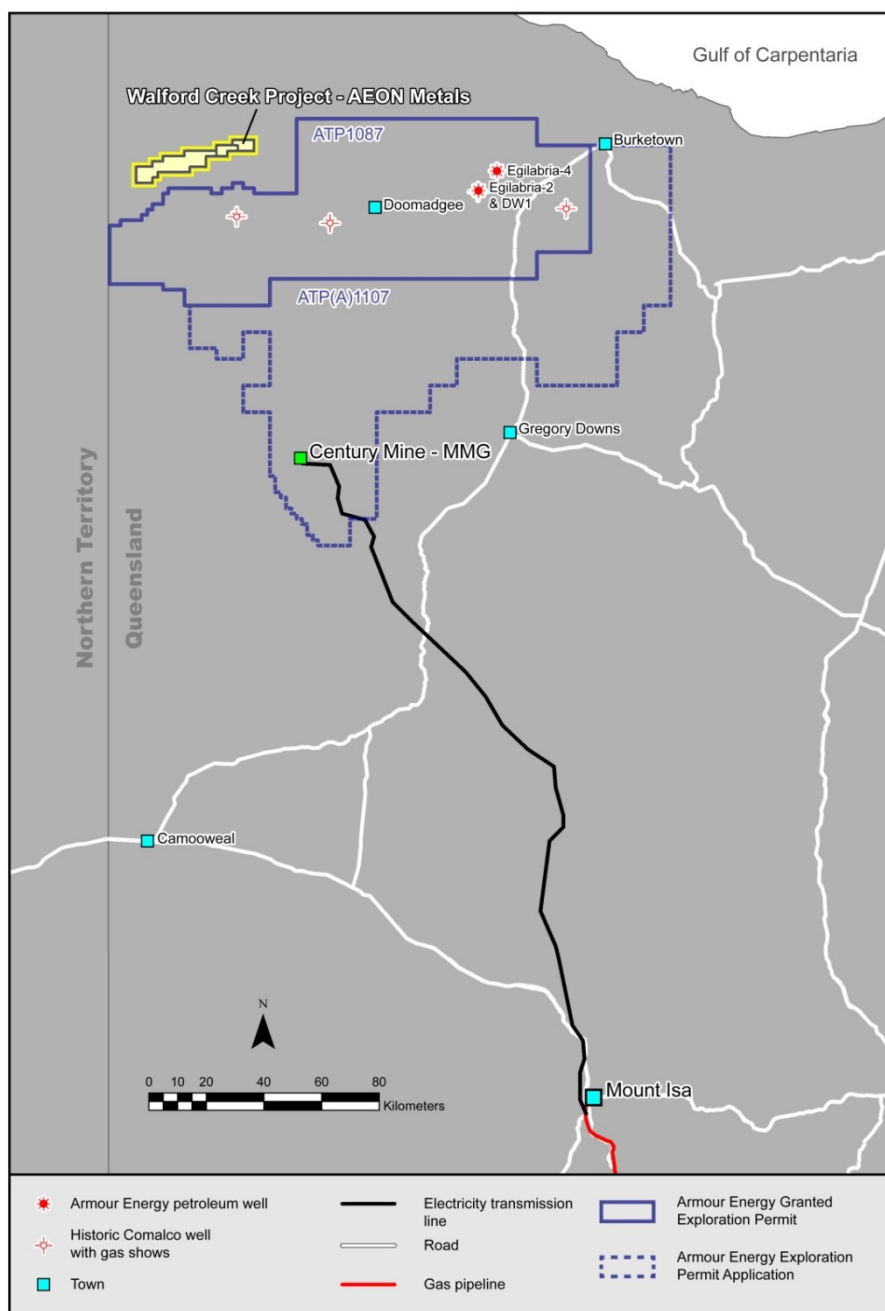 Gulf of Carpentaria
Walford Creek Project - AEON Metals
ATP1087
Burketown
Egilabria-4
Egilabria-2
& DW1
Doomadgee
ATP(A)1107
Gregory Downs
Century Mine - MMG
Northern Territory
Queensland
Camooweal
N
0 10 20 40 60 80
Kilometers
Mount Isa
Armour Energy petroleum well
Historic Comalco well
with gas shows
Town
Electricity transmission
line
Road
Gas pipeline
Armour Energy Granted
Exploration Permit
Armour Energy Exploration
Permit Application